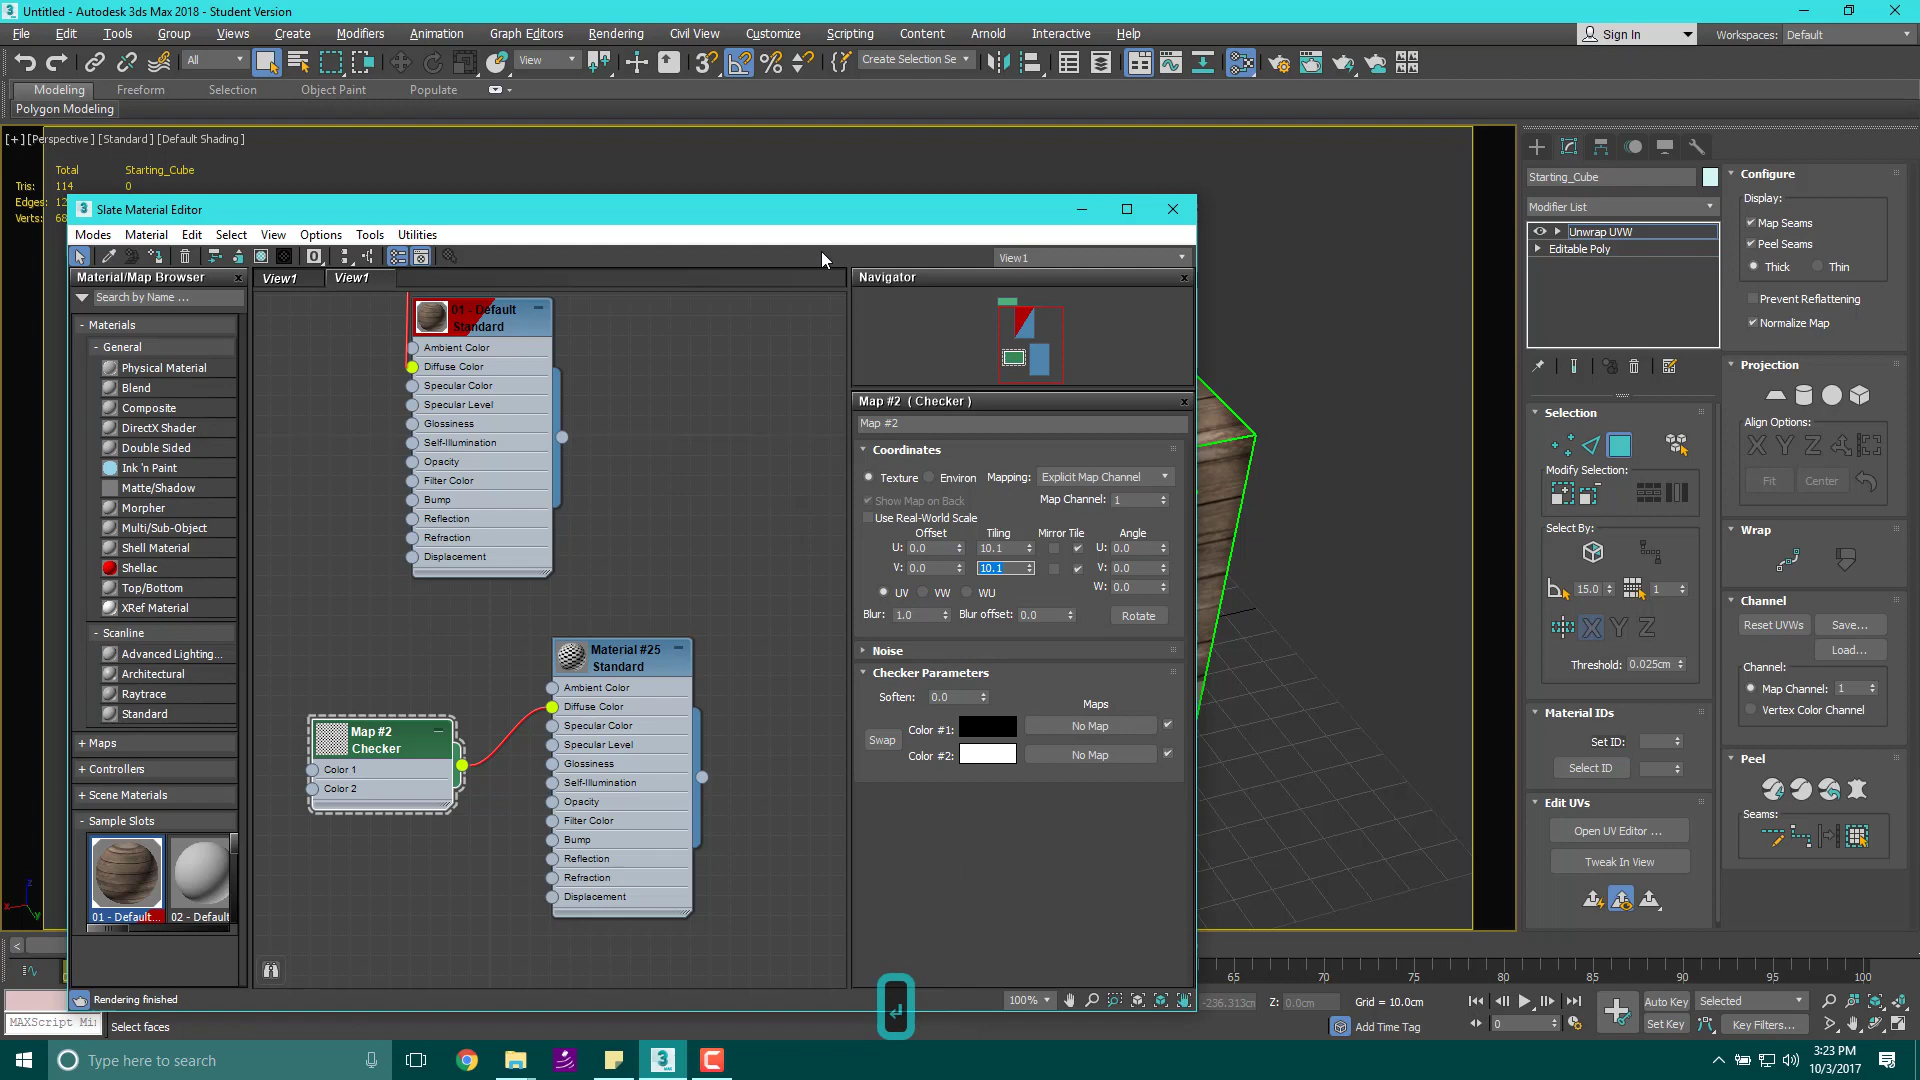 Untitled - Autodesk 3ds Max 2018 - Student Version
File Edit Tools Group Views Create Modifiers Animation Graph Editors Rendering Civil View Customize Scripting Content Arnold Interactive Help
Sign In
Workspaces: Default
All
View
Create Selection Se
Modeling Freeform Selection Object Paint Populate
Polygon Modeling
[+] [Perspective] [Standard] [Default Shading]
Total Starting_Cube
Tris: 114 0
Edges: 12
Verts: 68
Slate Material Editor
Modes Material Edit Select View Options Tools Utilities
View1
Material/Map Browser
View1 View1
Search by Name ...
- Materials
- General
Physical Material
Blend
Composite
DirectX Shader
Double Sided
Ink 'n Paint
Matte/Shadow
Morpher
Multi/Sub-Object
Shell Material
Shellac
Top/Bottom
XRef Material
- Scanline
Advanced Lighting...
Architectural
Raytrace
Standard
+ Maps
+ Controllers
+ Scene Materials
- Sample Slots
01 - Default... 02 - Default
01 - Default
Standard
Ambient Color
Diffuse Color
Specular Color
Specular Level
Glossiness
Self-Illumination
Opacity
Filter Color
Bump
Reflection
Refraction
Displacement
Map #2
Checker
Color 1
Color 2
Material #25
Standard
Ambient Color
Diffuse Color
Specular Color
Specular Level
Glossiness
Self-Illumination
Opacity
Filter Color
Bump
Reflection
Refraction
Displacement
Navigator
Map #2 ( Checker )
Map #2
Coordinates
Texture Environ Mapping: Explicit Map Channel
Show Map on Back Map Channel: 1
Use Real-World Scale
Offset Tiling Mirror Tile Angle
U: 0.0 10.1 U: 0.0
V: 0.0 10.1 V: 0.0
W: 0.0
UV VW WU
Blur: 1.0 Blur offset: 0.0 Rotate
Noise
Checker Parameters
Soften: 0.0
Maps
Swap
Color #1: No Map
Color #2: No Map
Rendering finished
100%
Starting_Cube
Modifier List
Unwrap UVW
Editable Poly
Selection
Modify Selection:
Select By:
15.0 1
X Y Z
Threshold: 0.025cm
Material IDs
Set ID:
Select ID
Edit UVs
Open UV Editor ...
Tweak In View
Configure
Display:
Map Seams
Peel Seams
Thick Thin
Prevent Reflattening
Normalize Map
Projection
Align Options:
X Y Z
Fit Center
Wrap
Channel
Reset UVWs Save...
Load...
Channel:
Map Channel: 1
Vertex Color Channel
Peel
Seams:
65 70 75 80 85 90 95 100
MAXScript Mi
Select faces
-236.313cm Z: 0.0cm Grid = 10.0cm
Add Time Tag
0
Auto Key Selected
Set Key Key Filters...
Type here to search
3:23 PM
10/3/2017